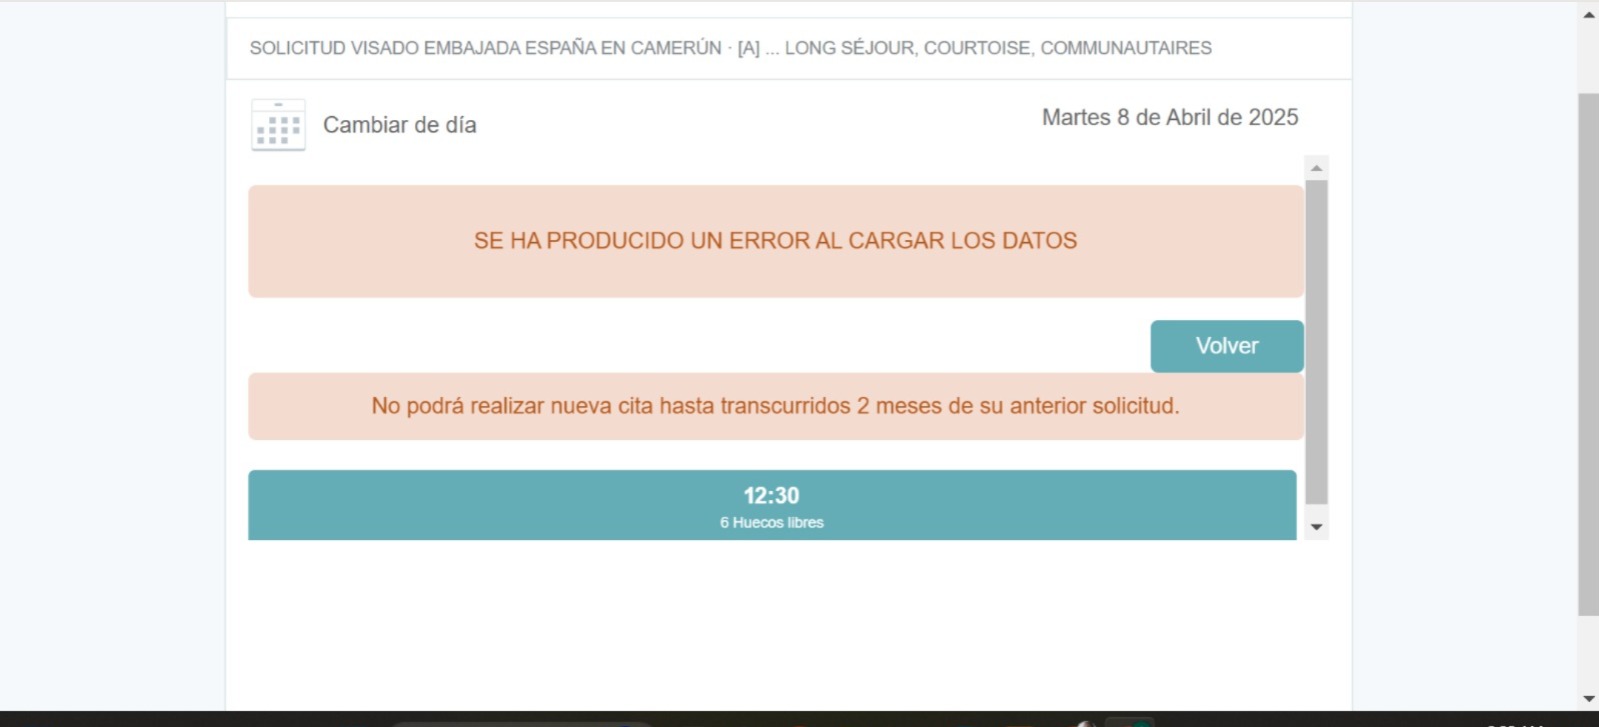 SOLICITUD VISADO EMBAJADA ESPAÑA EN CAMERÚN · [A] ... LONG SÉJOUR, COURTOISE, COMMUNAUTAIRES
Cambiar de día
Martes 8 de Abril de 2025
SE HA PRODUCIDO UN ERROR AL CARGAR LOS DATOS
Volver
No podrá realizar nueva cita hasta transcurridos 2 meses de su anterior solicitud.
12:30
6 Huecos libres